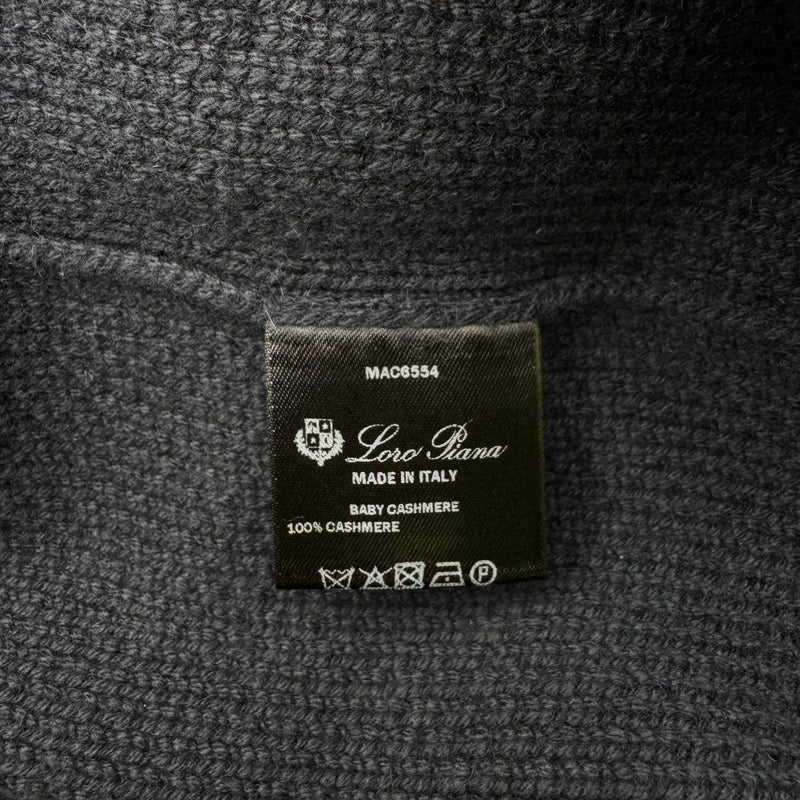 MAC6554
Loro Piana
MADE IN ITALY
BABY CASHMERE
100% CASHMERE
P